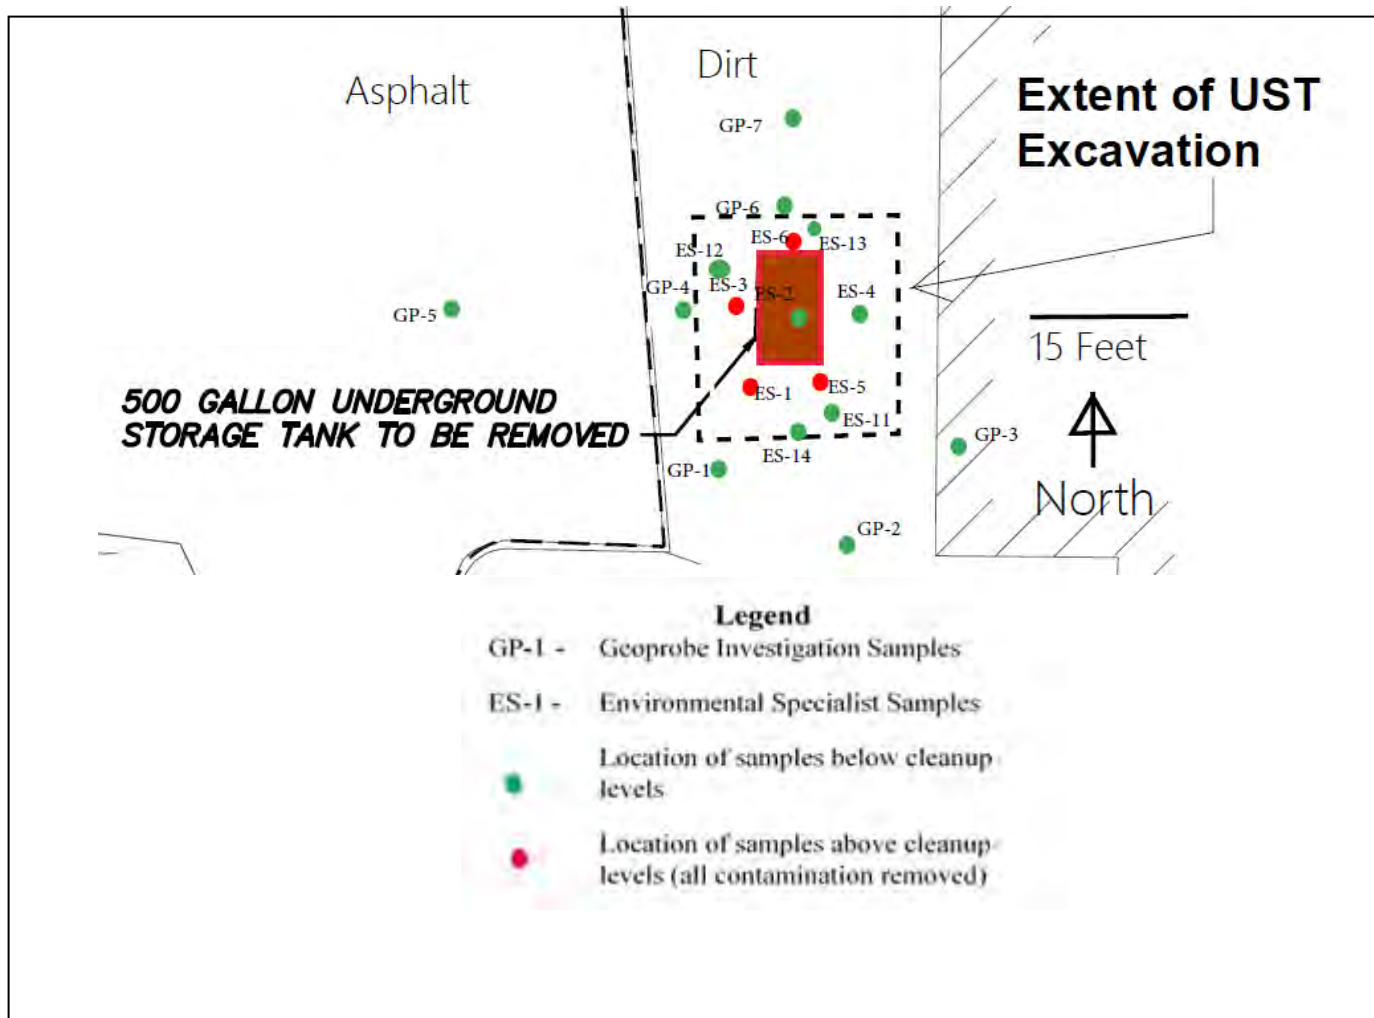 Asphalt
Dirt
Extent of UST
Excavation
GP-7
GP-6
ES-6
ES-13
ES-12
ES-3
ES-2
ES-4
GP-4
GP-5
15 Feet
500 GALLON UNDERGROUND
STORAGE TANK TO BE REMOVED
ES-1
ES-5
ES-11
ES-14
GP-3
GP-1
North
GP-2
Legend
GP-1 - Geoprobe Investigation Samples
ES-1 - Environmental Specialist Samples
Location of samples below cleanup
levels
Location of samples above cleanup
levels (all contamination removed)